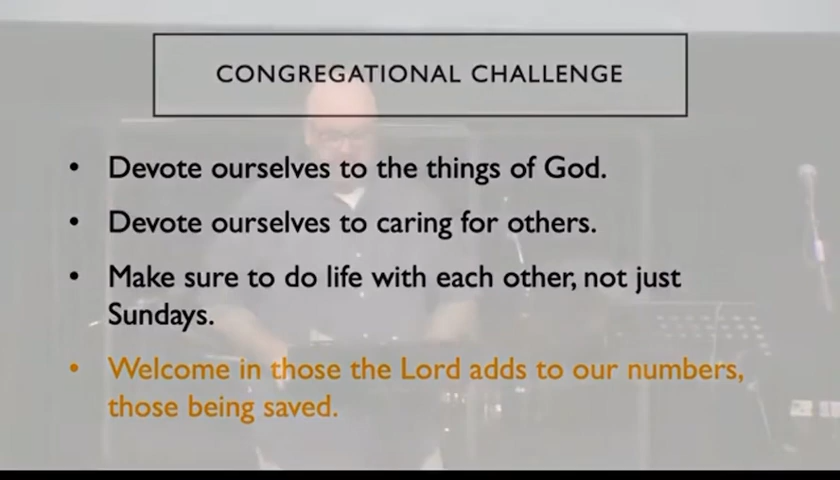 CONGREGATIONAL CHALLENGE
• Devote ourselves to the things of God.
• Devote ourselves to caring for others.
• Make sure to do life with each other, not just
Sundays.
• Welcome in those the Lord adds to our numbers,
those being saved.